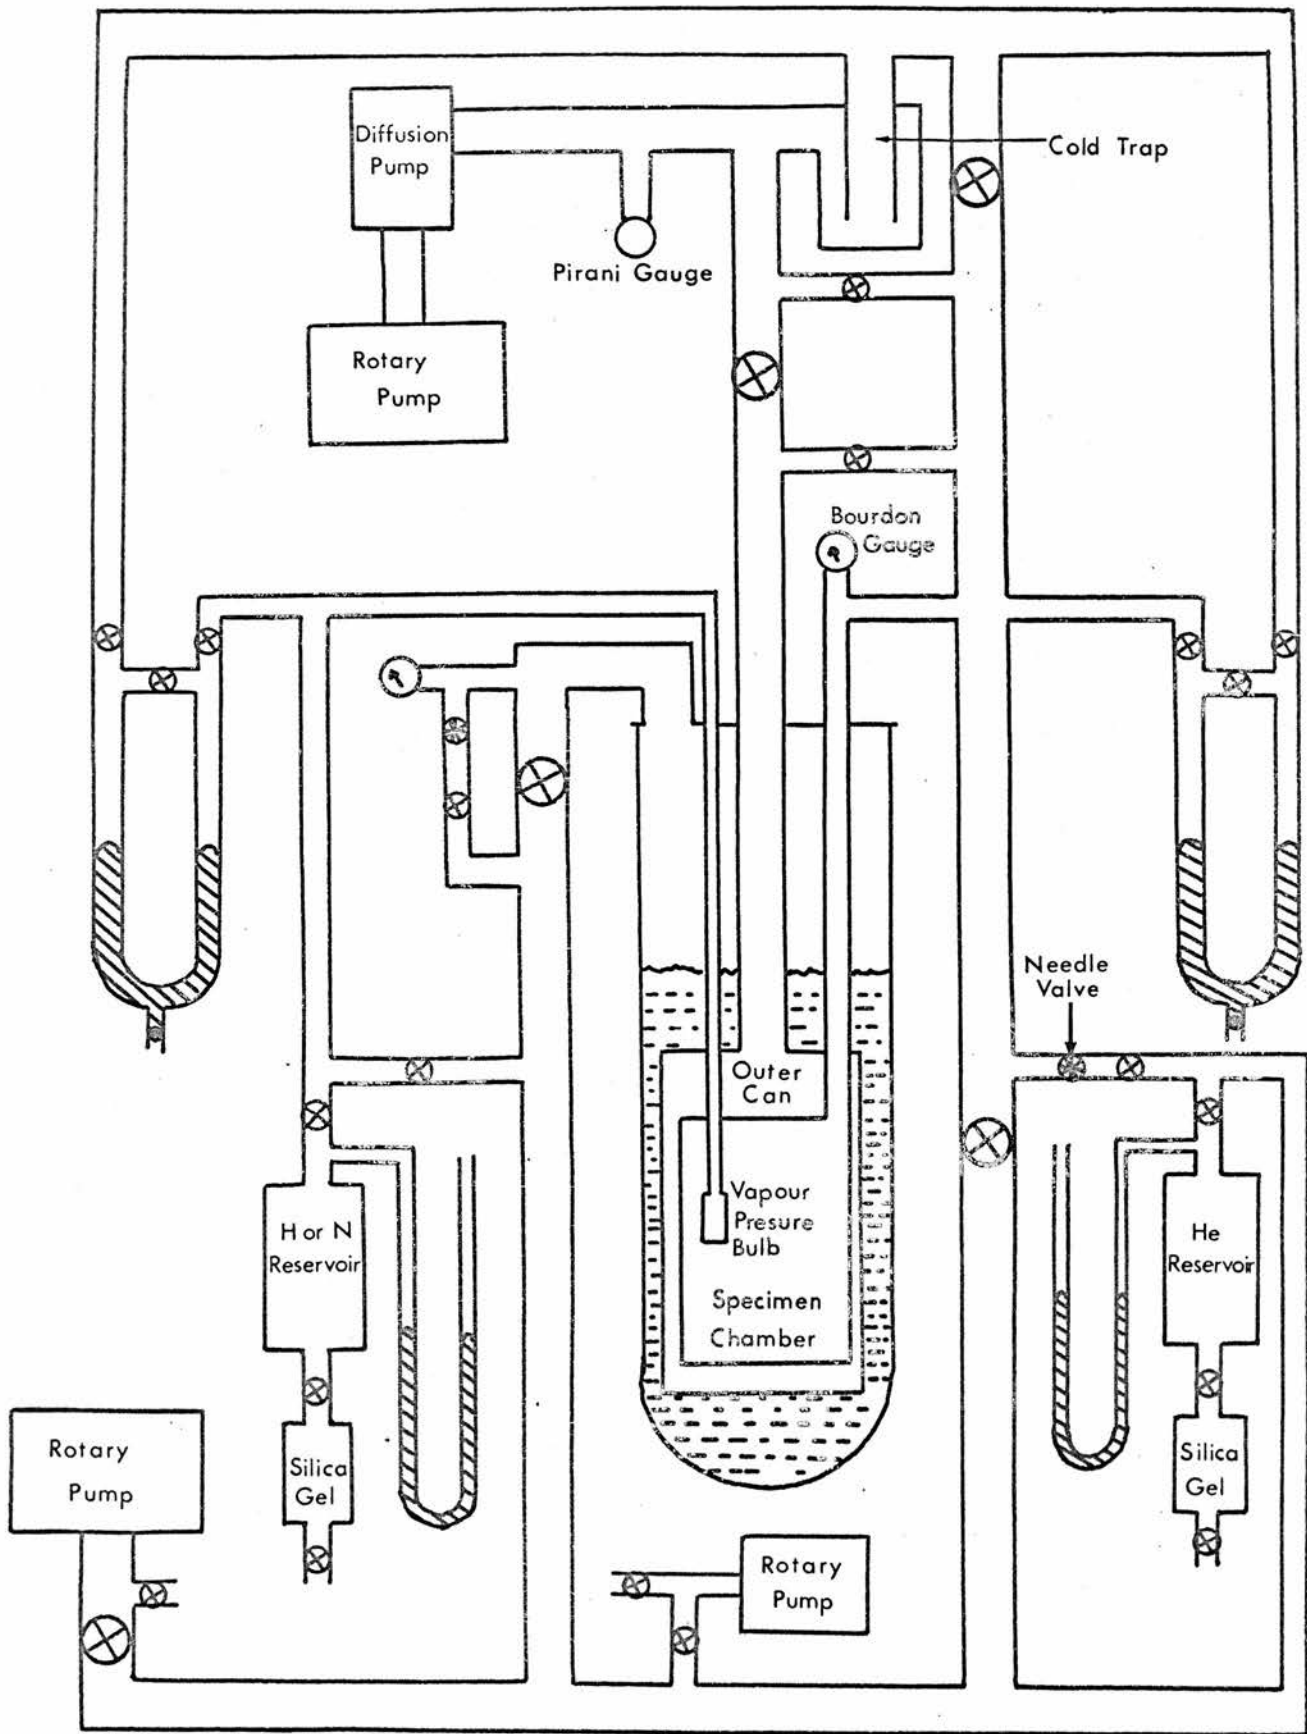 Diffusion
Pump
Cold Trap
Pirani Gauge
Rotary
Pump
Bourdon
Gauge
Needle
Valve
Outer
Can
Vapour
Presure
Bulb
H or N
Reservoir
He
Reservoir
Specimen
Chamber
Rotary
Pump
Silica
Gel
Silica
Gel
Rotary
Pump